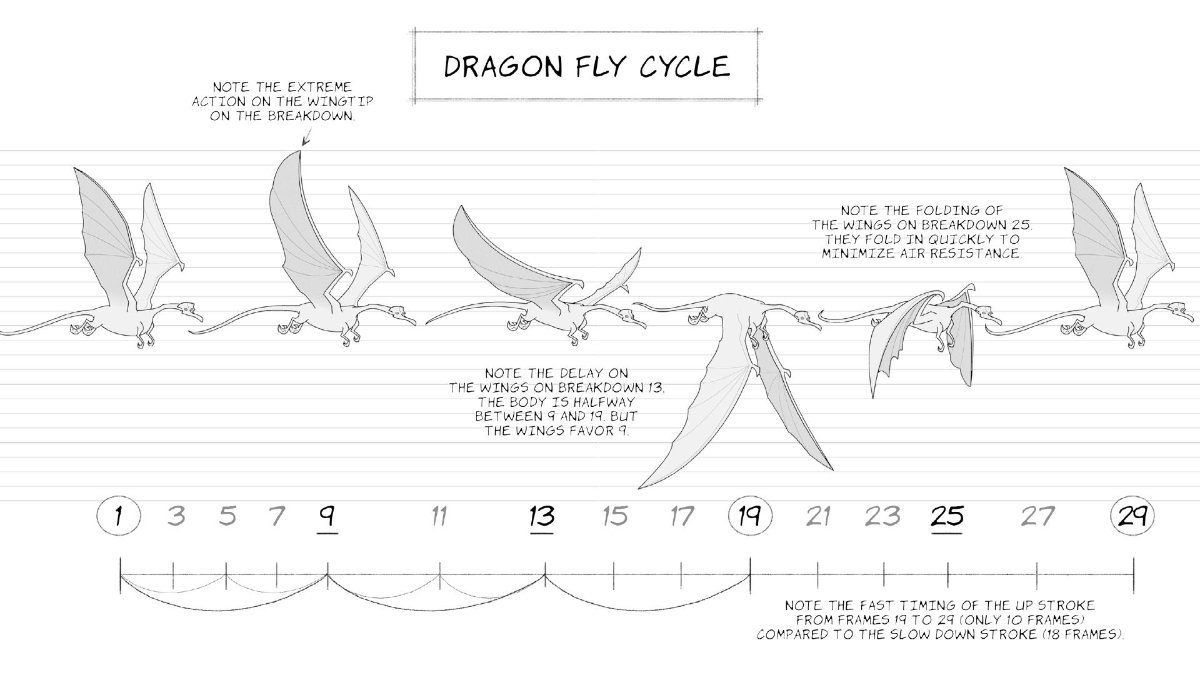 DRAGON FLY CYCLE
NOTE THE EXTREME
ACTION ON THE WINGTIP
ON THE BREAKDOWN.
NOTE THE FOLDING OF
THE WINGS ON BREAKDOWN 25.
THEY FOLD IN QUICKLY TO
MINIMIZE AIR RESISTANCE.
NOTE THE DELAY ON
THE WINGS ON BREAKDOWN 13.
THE BODY IS HALFWAY
BETWEEN 9 AND 19. BUT
THE WINGS FAVOR 9.
1 3 5 7 9 11 13 15 17 19 21 23 25 27 29
NOTE THE FAST TIMING OF THE UP STROKE
FROM FRAMES 19 TO 29 (ONLY 10 FRAMES)
COMPARED TO THE SLOW DOWN STROKE (18 FRAMES).